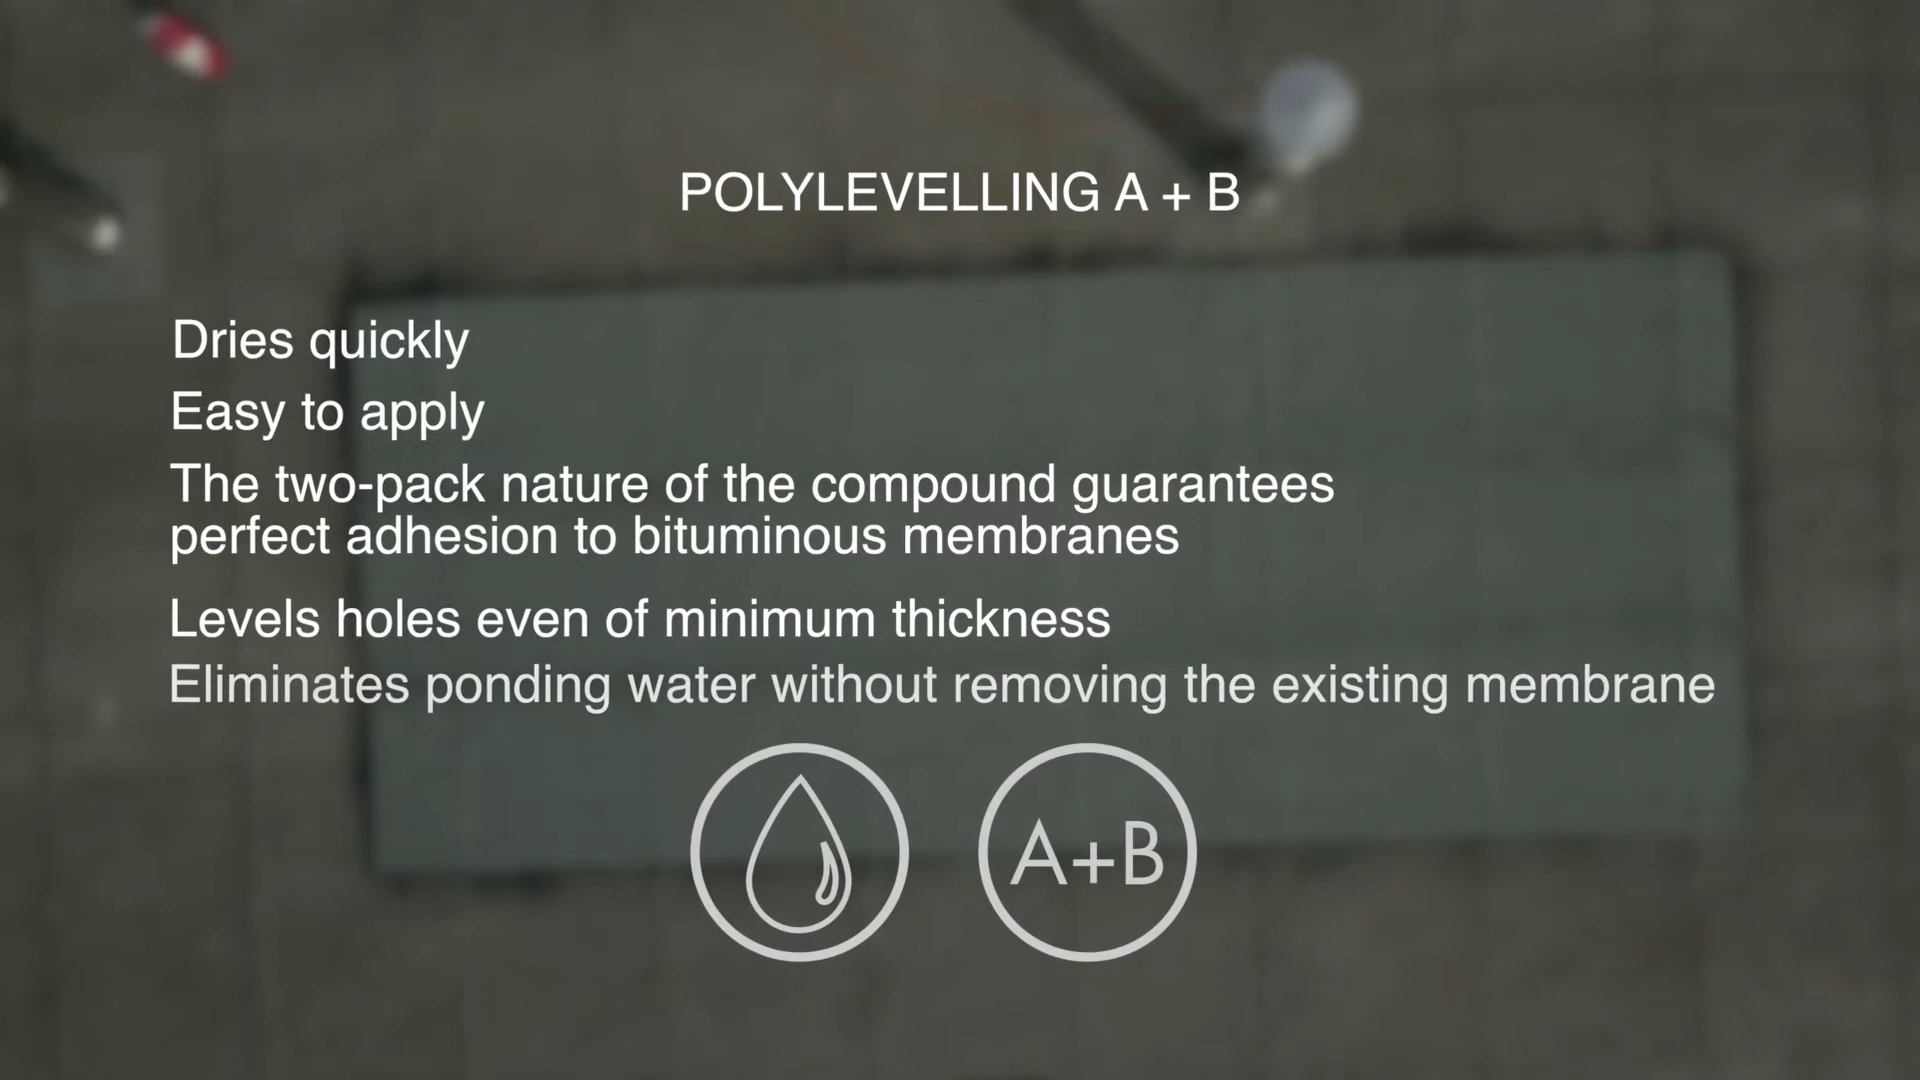 POLYLEVELLING A + B
Dries quickly
Easy to apply
The two-pack nature of the compound guarantees
perfect adhesion to bituminous membranes
Levels holes even of minimum thickness
Eliminates ponding water without removing the existing membrane
A+B